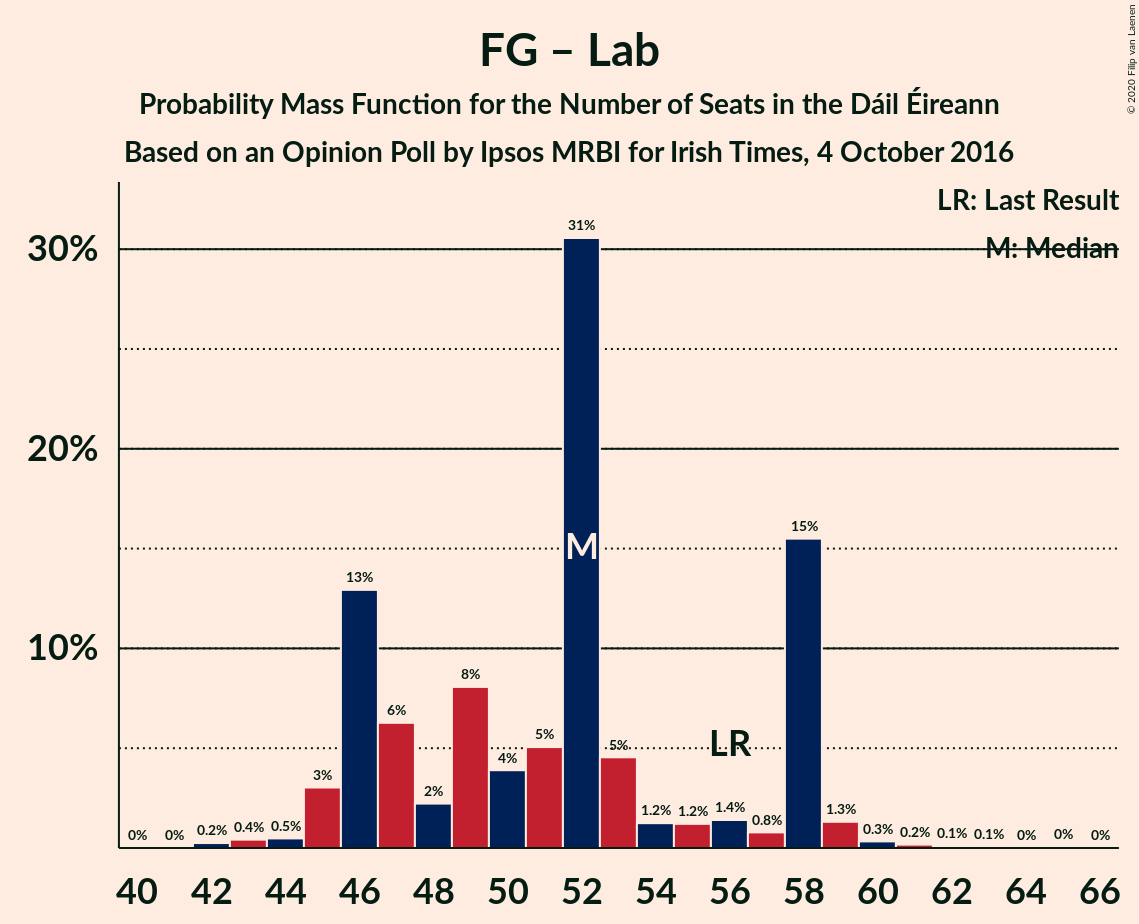 FG – Lab
Probability Mass Function for the Number of Seats in the Dáil Éireann
Based on an Opinion Poll by Ipsos MRBI for Irish Times, 4 October 2016
© 2020 Filip van Laenen
LR: Last Result
M: Median
30%
20%
10%
0% 0% 0.2% 0.4% 0.5% 3% 13% 6% 2% 8% 4% 5% 31% 5% 1.2% 1.2% 1.4% 0.8% 15% 1.3% 0.3% 0.2% 0.1% 0.1% 0% 0% 0%
M
LR
40 42 44 46 48 50 52 54 56 58 60 62 64 66